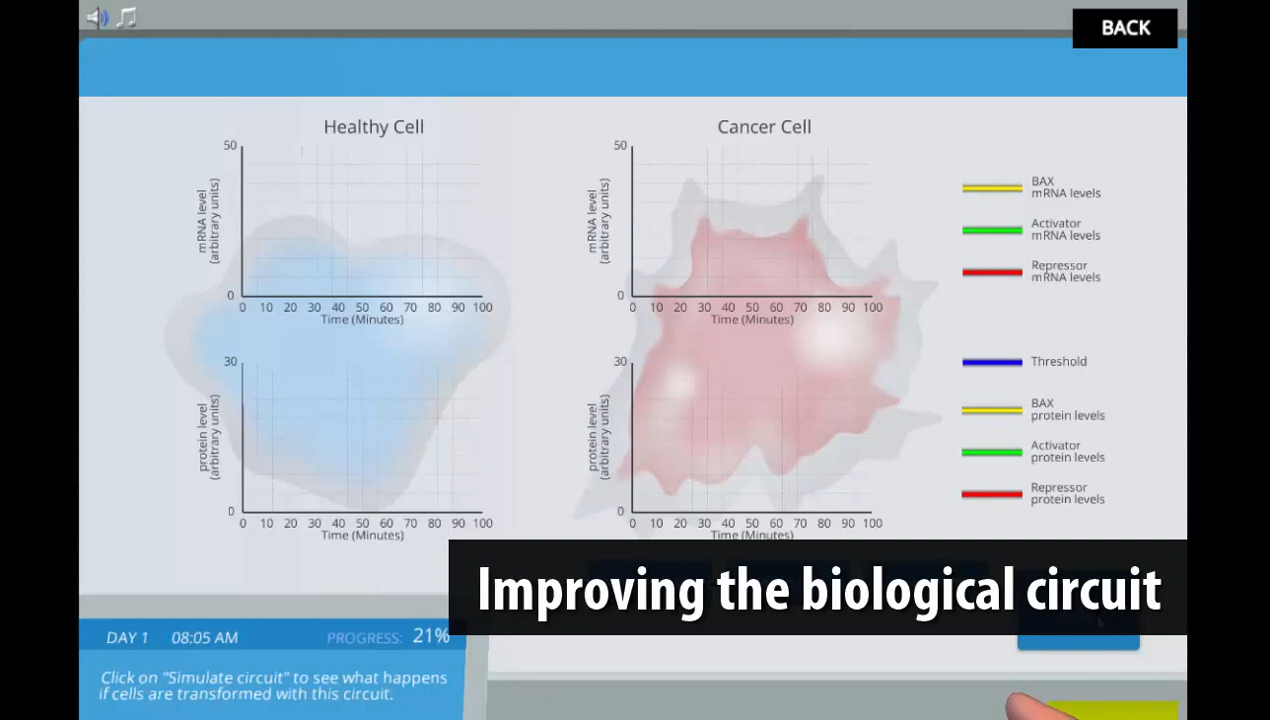 BACK
Healthy Cell
Cancer Cell
50
mRNA level
(arbitrary units)
0
0 10 20 30 40 50 60 70 80 90 100
Time (Minutes)
30
protein level
(arbitrary units)
0
0 10 20 30 40 50 60 70 80 90 100
Time (Minutes)
50
mRNA level
(arbitrary units)
0
0 10 20 30 40 50 60 70 80 90 100
Time (Minutes)
30
protein level
(arbitrary units)
0
0 10 20 30 40 50 60 70 80 90 100
Time (Minutes)
BAX
mRNA levels
Activator
mRNA levels
Repressor
mRNA levels
Threshold
BAX
protein levels
Activator
protein levels
Repressor
protein levels
Improving the biological circuit
DAY 1 08:05 AM PROGRESS: 21%
Click on "Simulate circuit" to see what happens
if cells are transformed with this circuit.